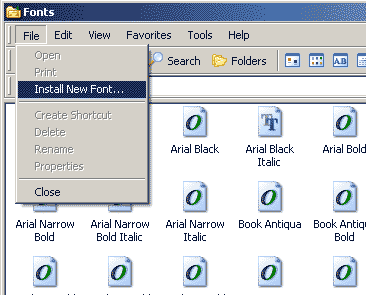 Fonts
File Edit View Favorites Tools Help
Open
Print
Install New Font...
Create Shortcut
Delete
Rename
Properties
Close
Search Folders
Arial Black
Arial Black
Italic
Arial Bold
Arial Narrow
Bold
Arial Narrow
Bold Italic
Arial Narrow
Italic
Book Antiqua
Book Antiqua
Bold